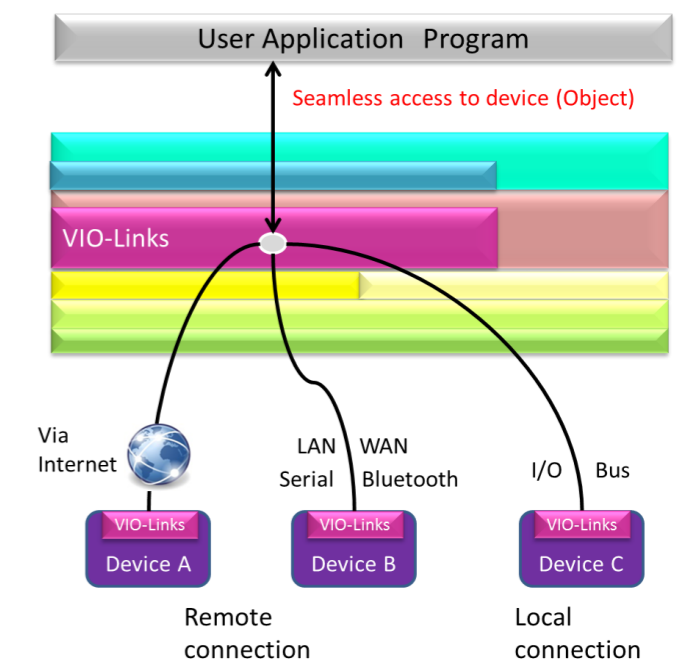 User Application Program
Seamless access to device (Object)
VIO-Links
Via
Internet
LAN WAN
Serial Bluetooth
I/O Bus
VIO-Links
Device A
VIO-Links
Device B
VIO-Links
Device C
Remote
connection
Local
connection